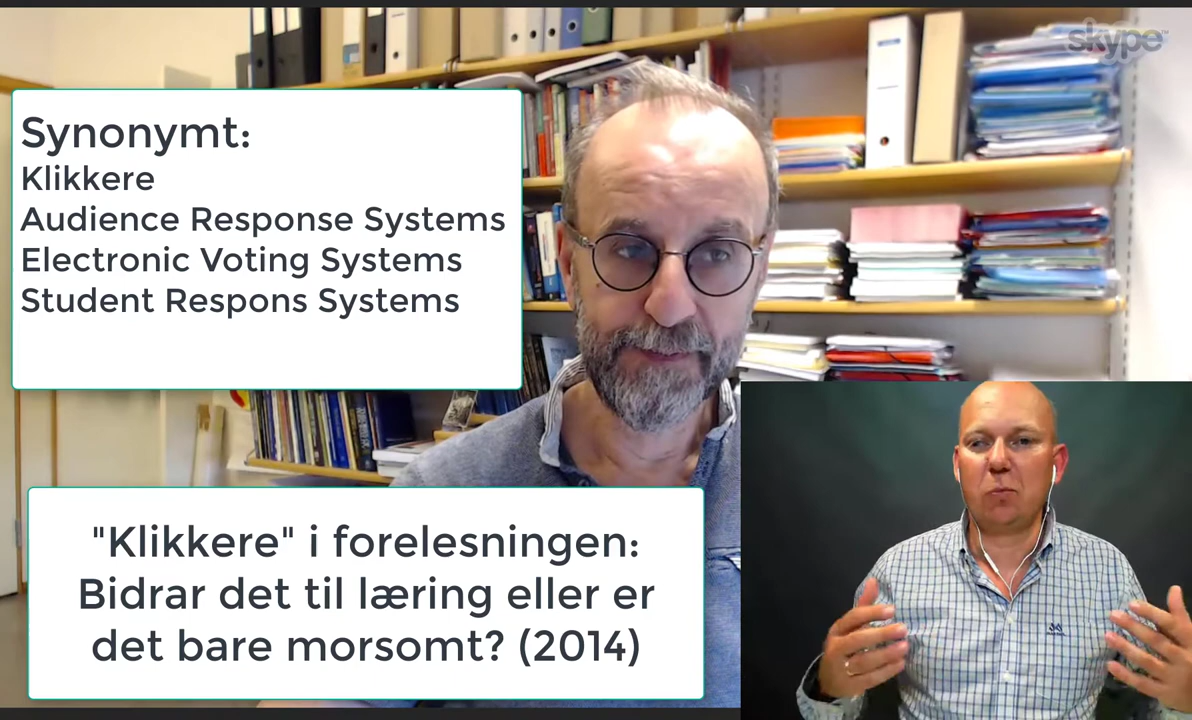 skype™
Synonymt:
Klikkere
Audience Response Systems
Electronic Voting Systems
Student Respons Systems
"Klikkere" i forelesningen:
Bidrar det til læring eller er
det bare morsomt? (2014)